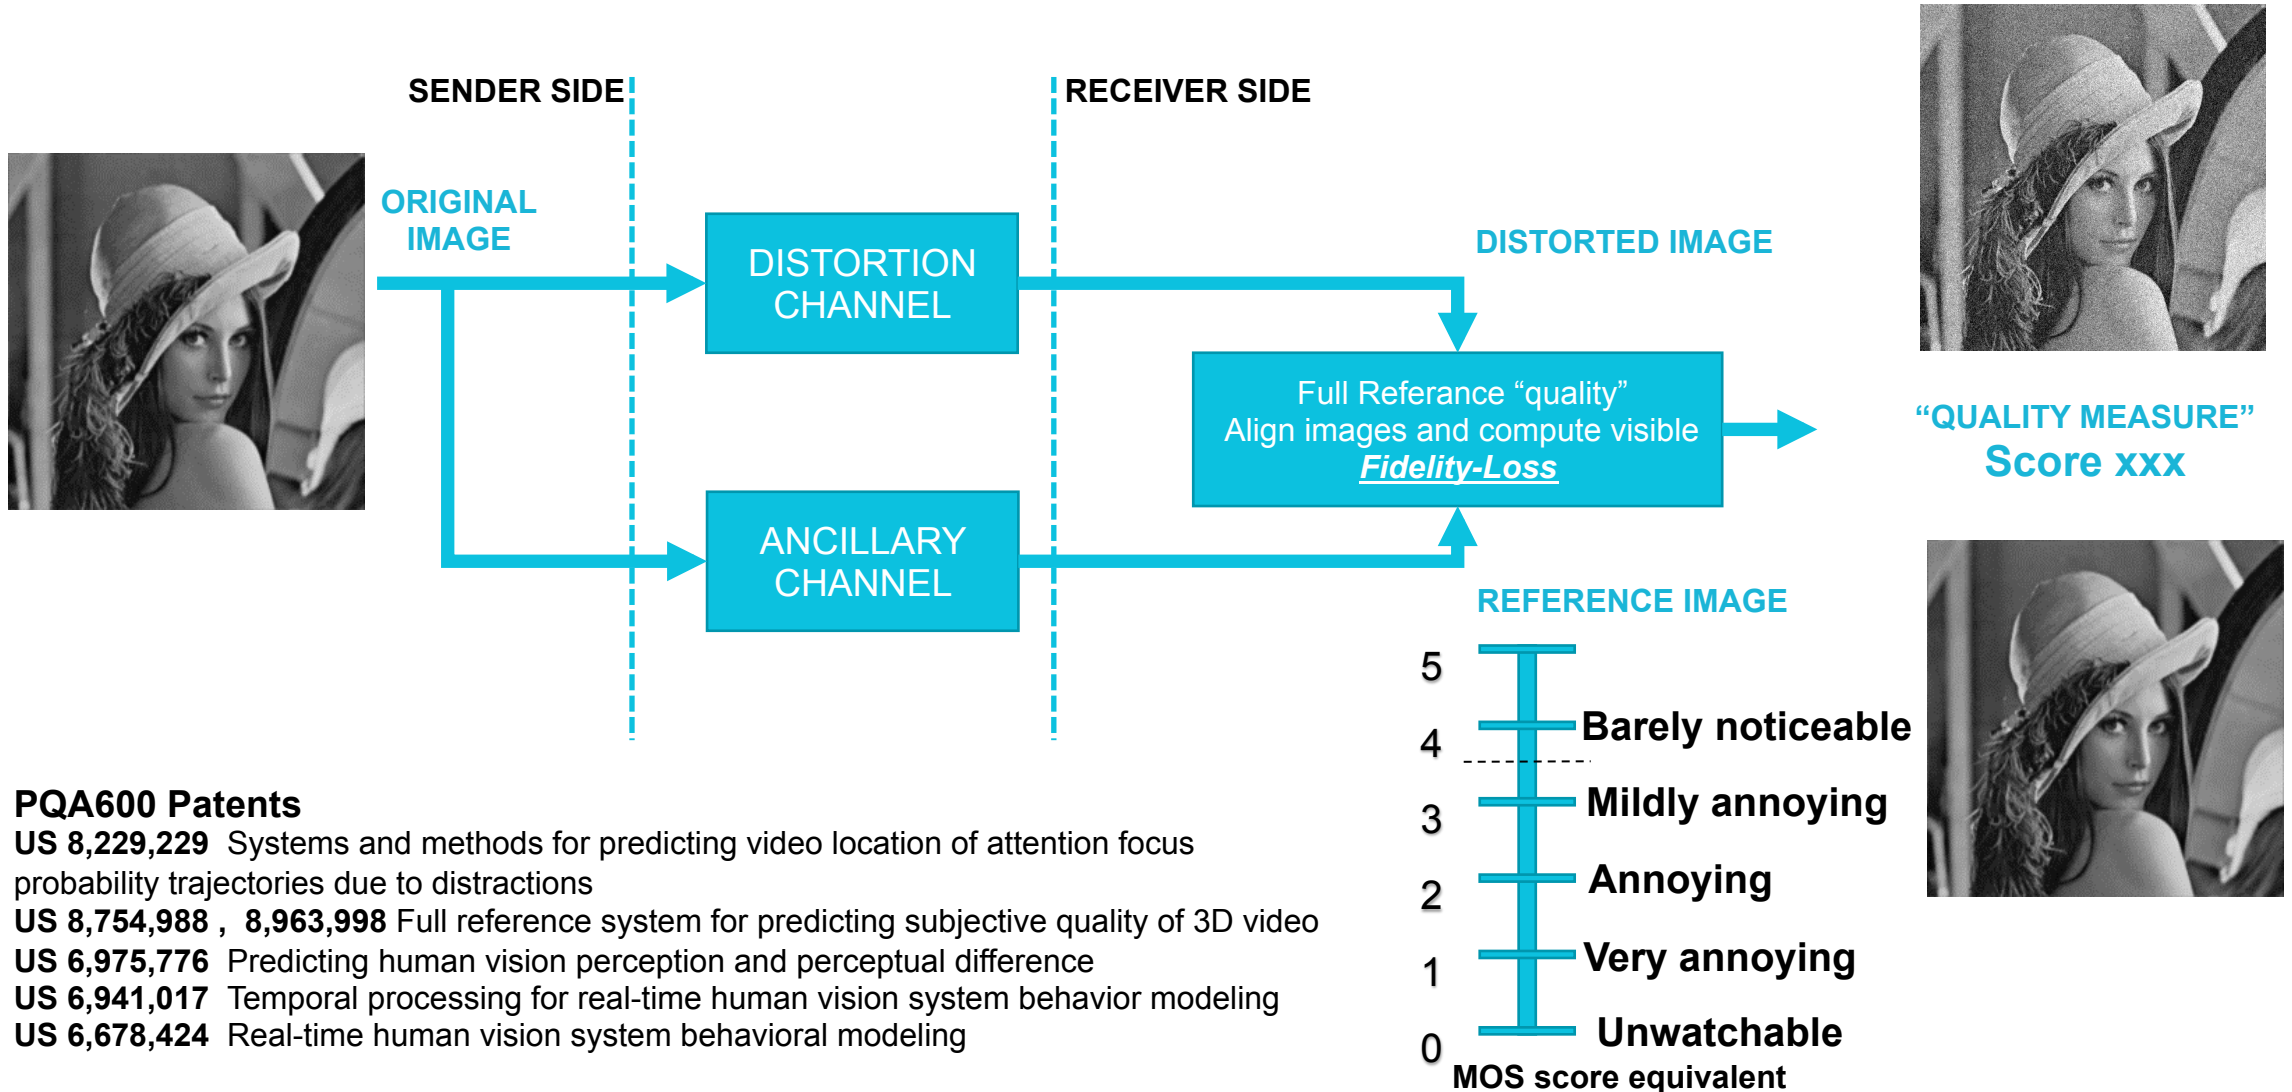 SENDER SIDE
RECEIVER SIDE
ORIGINAL
IMAGE
DISTORTION
CHANNEL
DISTORTED IMAGE
Full Referance “quality”
Align images and compute visible
Fidelity-Loss
“QUALITY MEASURE”
Score xxx
ANCILLARY
CHANNEL
REFERENCE IMAGE
5
4 Barely noticeable
3 Mildly annoying
2 Annoying
1 Very annoying
0 Unwatchable
MOS score equivalent
PQA600 Patents
US 8,229,229 Systems and methods for predicting video location of attention focus
probability trajectories due to distractions
US 8,754,988 , 8,963,998 Full reference system for predicting subjective quality of 3D video
US 6,975,776 Predicting human vision perception and perceptual difference
US 6,941,017 Temporal processing for real-time human vision system behavior modeling
US 6,678,424 Real-time human vision system behavioral modeling